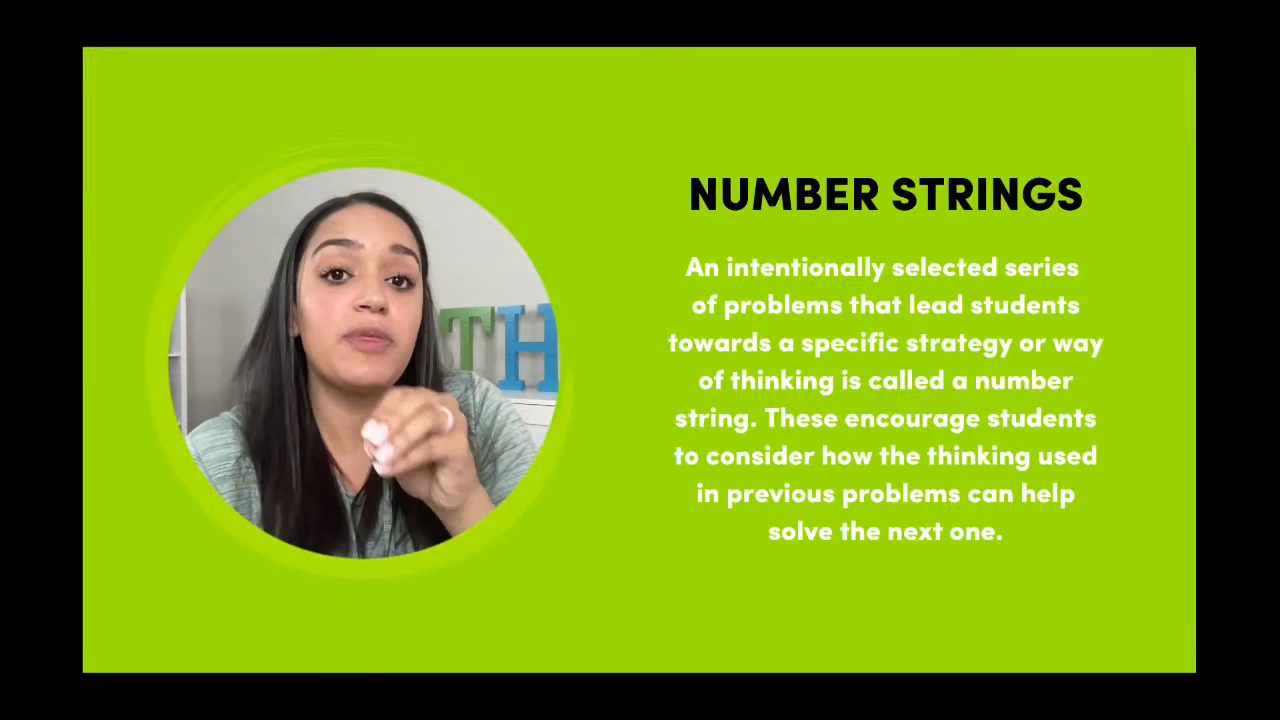 TH
NUMBER STRINGS
An intentionally selected series
of problems that lead students
towards a specific strategy or way
of thinking is called a number
string. These encourage students
to consider how the thinking used
in previous problems can help
solve the next one.